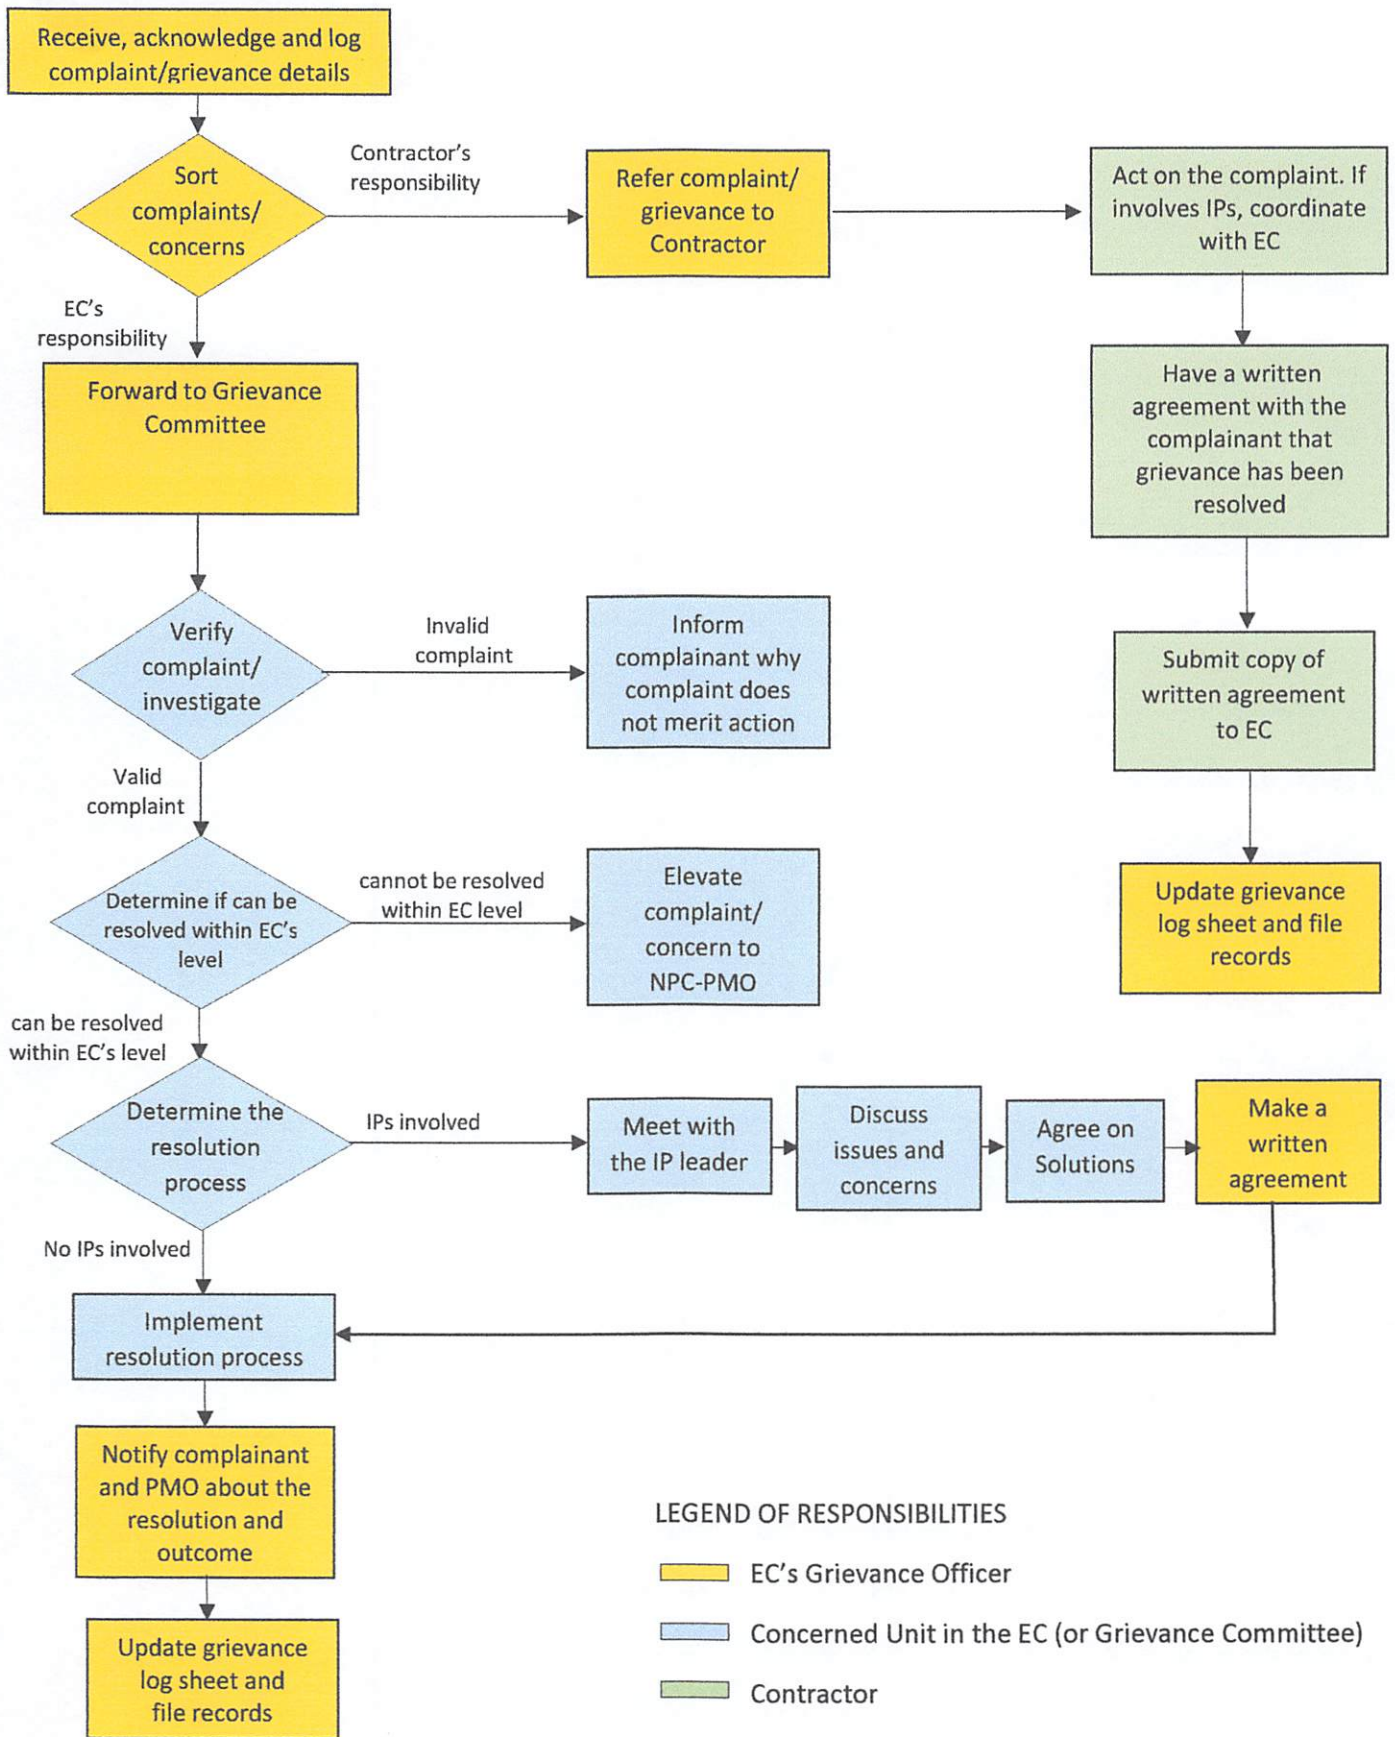 Receive, acknowledge and log
complaint/grievance details
Sort
complaints/
concerns
Contractor's
responsibility
Refer complaint/
grievance to
Contractor
Act on the complaint. If
involves IPs, coordinate
with EC
EC's
responsibility
Forward to Grievance
Committee
Have a written
agreement with the
complainant that
grievance has been
resolved
Verify
complaint/
investigate
Invalid
complaint
Inform
complainant why
complaint does
not merit action
Submit copy of
written agreement
to EC
Valid
complaint
Determine if can be
resolved within EC's
level
cannot be resolved
within EC level
Elevate
complaint/
concern to
NPC-PMO
Update grievance
log sheet and file
records
can be resolved
within EC's level
Determine the
resolution
process
IPs involved
Meet with
the IP leader
Discuss
issues and
concerns
Agree on
Solutions
Make a
written
agreement
No IPs involved
Implement
resolution process
Notify complainant
and PMO about the
resolution and
outcome
Update grievance
log sheet and
file records
LEGEND OF RESPONSIBILITIES
EC's Grievance Officer
Concerned Unit in the EC (or Grievance Committee)
Contractor